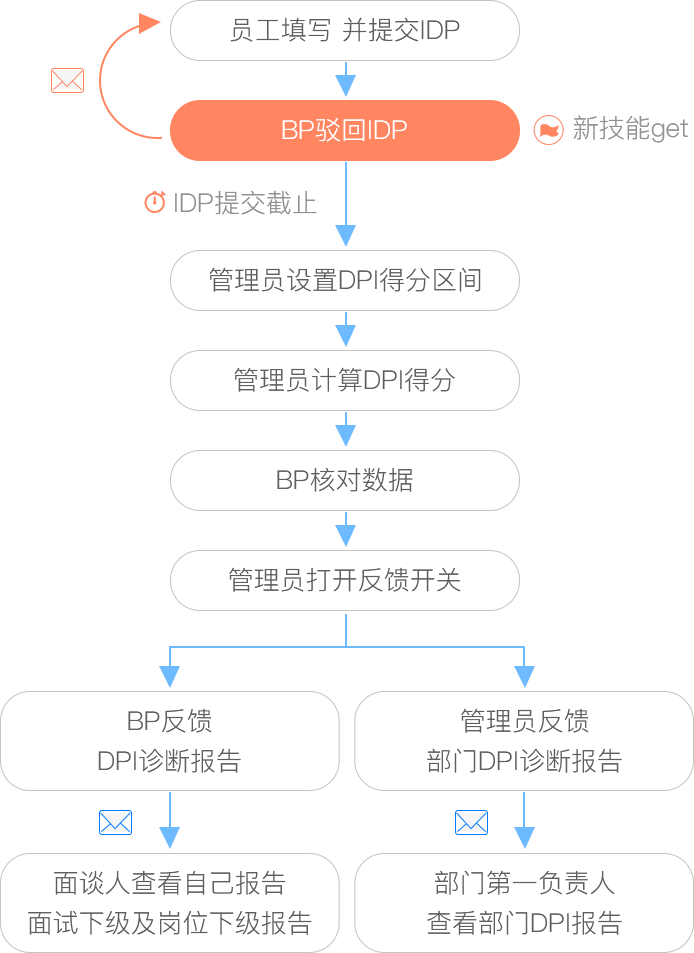 员工填写 并提交IDP
BP驳回IDP
新技能get
IDP提交截止
管理员设置DPI得分区间
管理员计算DPI得分
BP核对数据
管理员打开反馈开关
BP反馈
DPI诊断报告
管理员反馈
部门DPI诊断报告
面谈人查看自己报告
面试下级及岗位下级报告
部门第一负责人
查看部门DPI报告